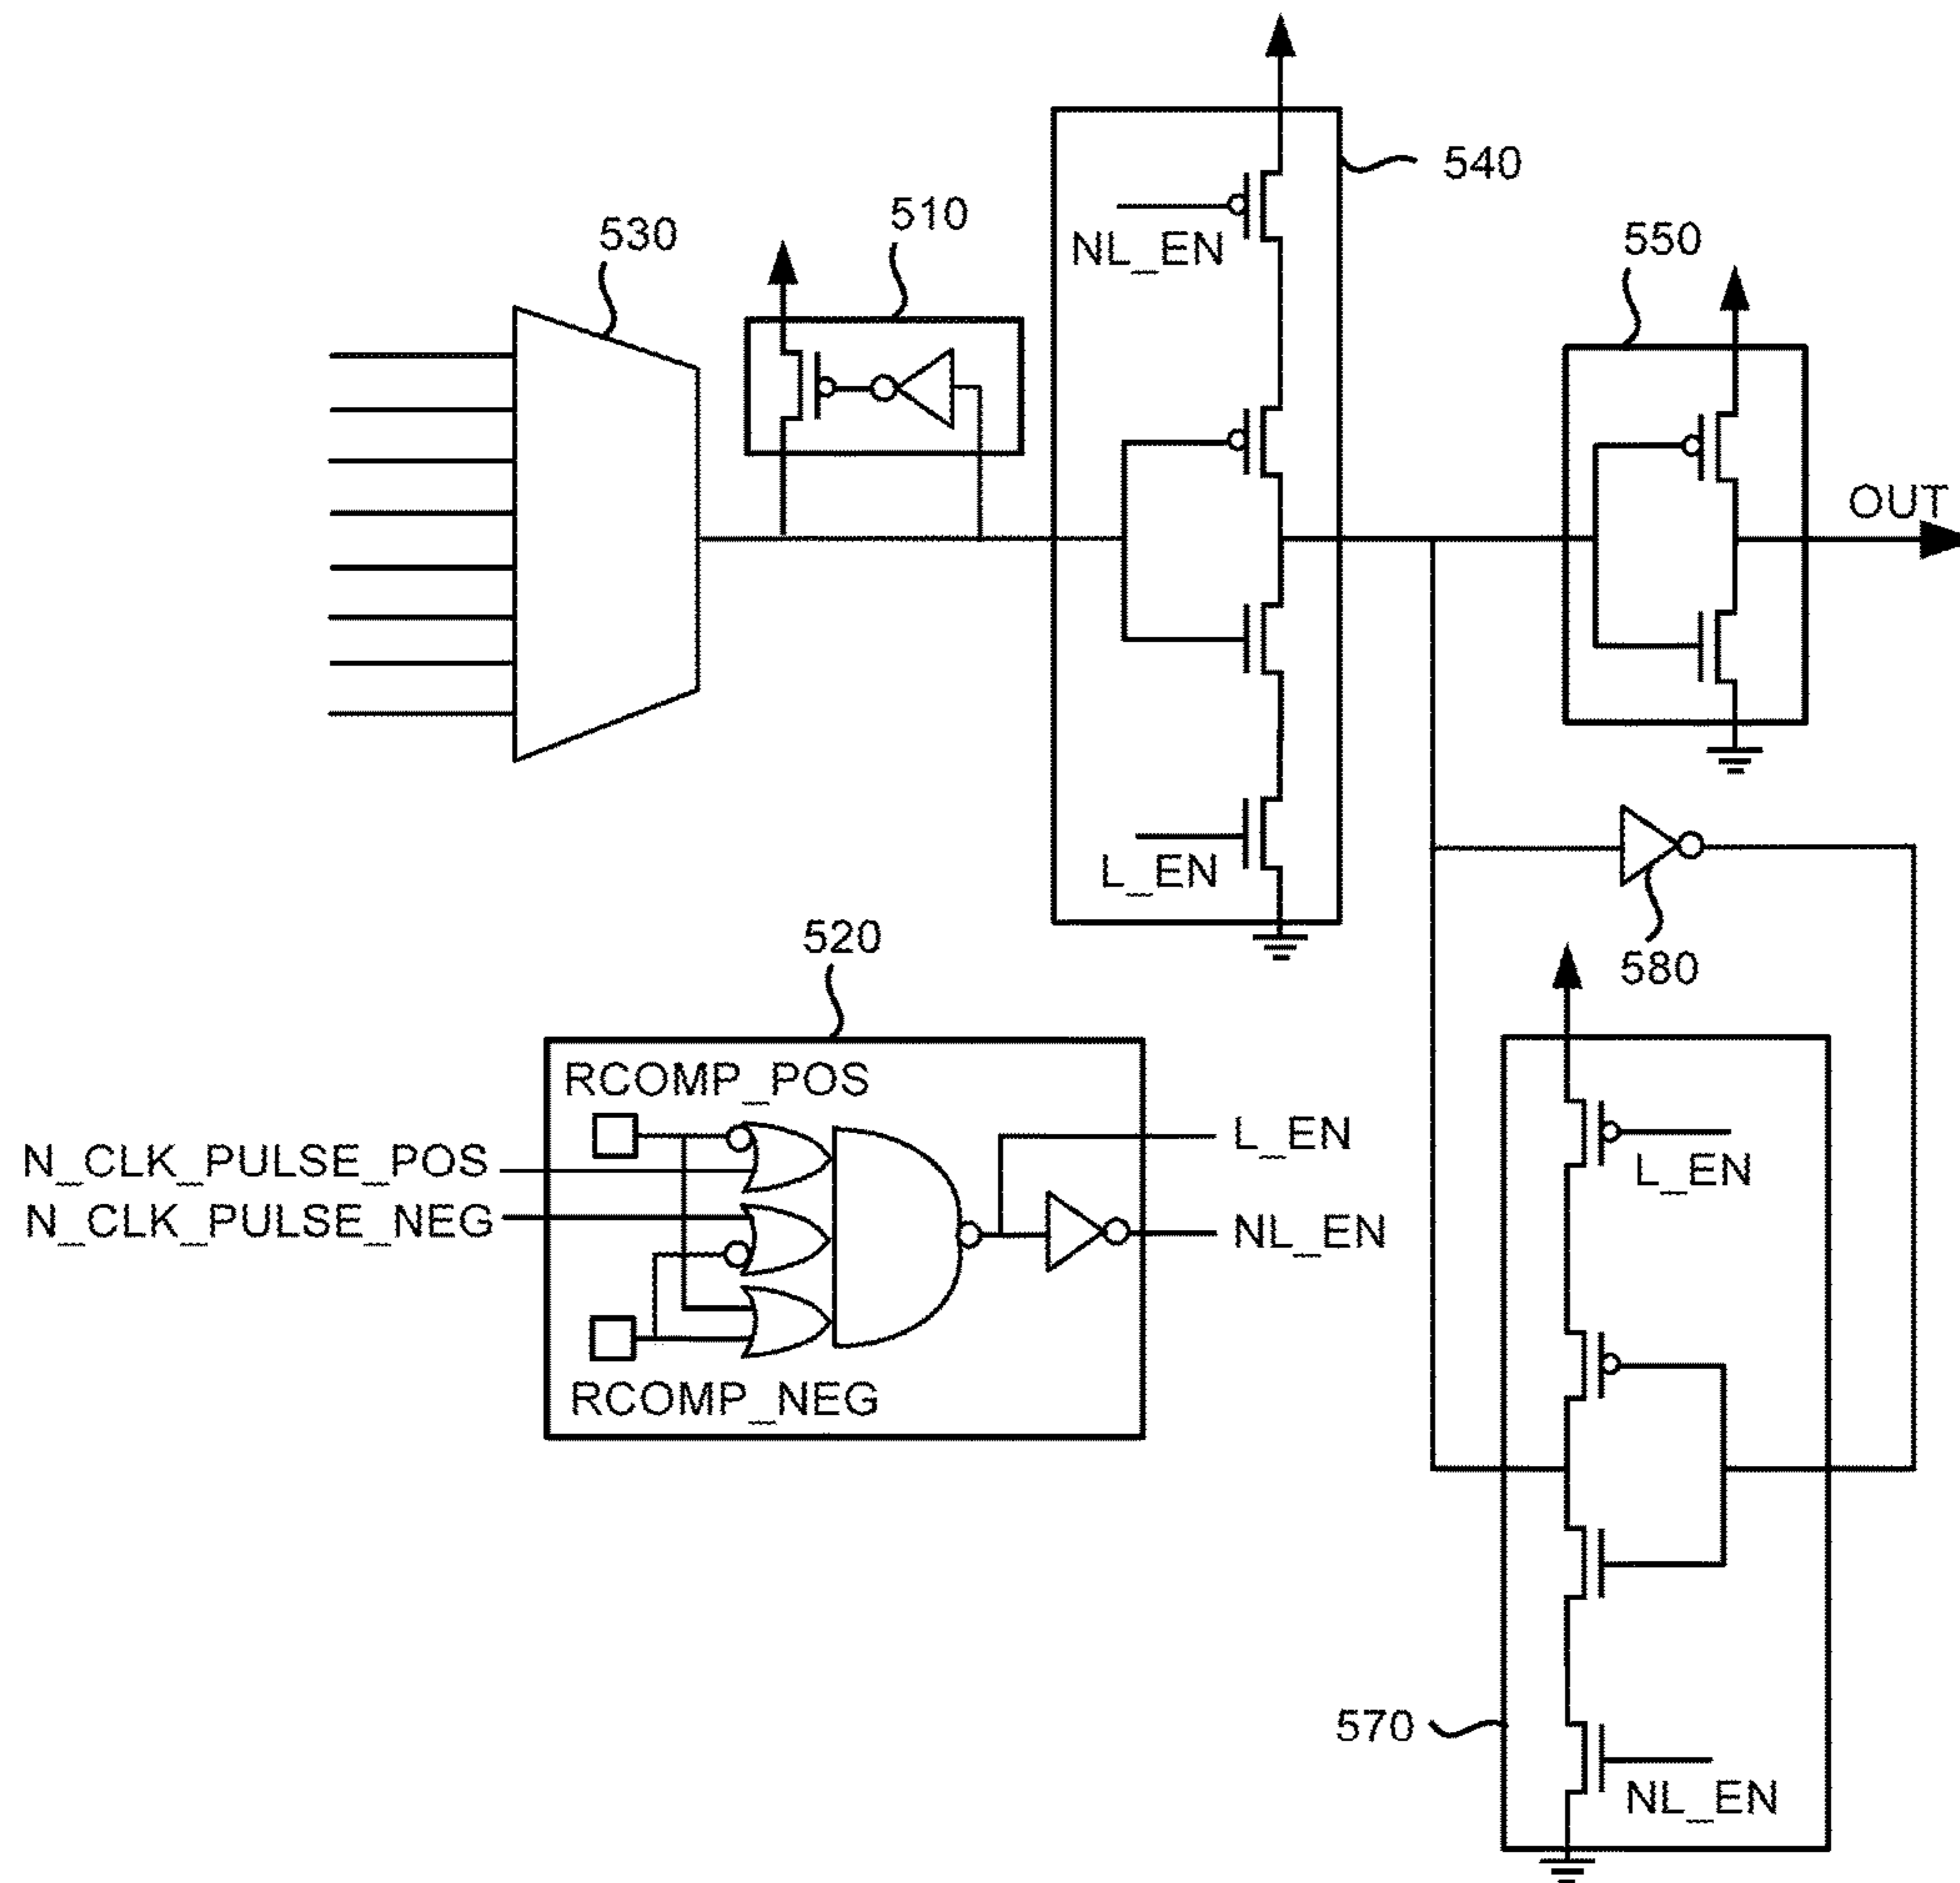 540
510
530
550
NL_EN
OUT
L_EN
520
580
RCOMP_POS
L_EN
N_CLK_PULSE_POS
L_EN
N_CLK_PULSE_NEG
NL_EN
RCOMP_NEG
570
NL_EN